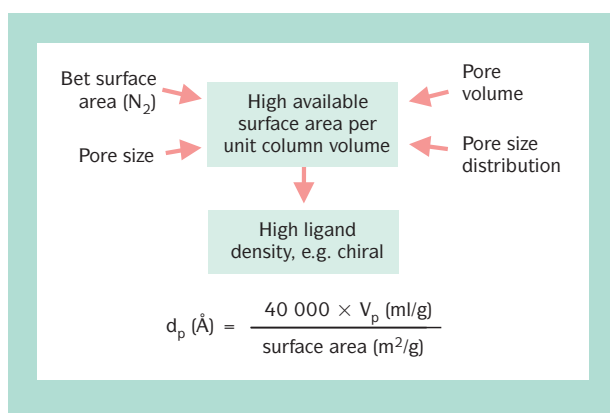 Bet surface
area (N₂)
Pore size
High available
surface area per
unit column volume
Pore
volume
Pore size
distribution
High ligand
density, e.g. chiral
dₚ (Å) = 40 000 × Vₚ (ml/g)
surface area (m²/g)